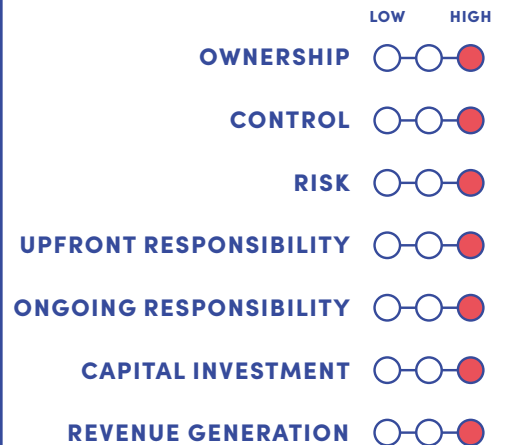 LOW HIGH
OWNERSHIP
CONTROL
RISK
UPFRONT RESPONSIBILITY
ONGOING RESPONSIBILITY
CAPITAL INVESTMENT
REVENUE GENERATION